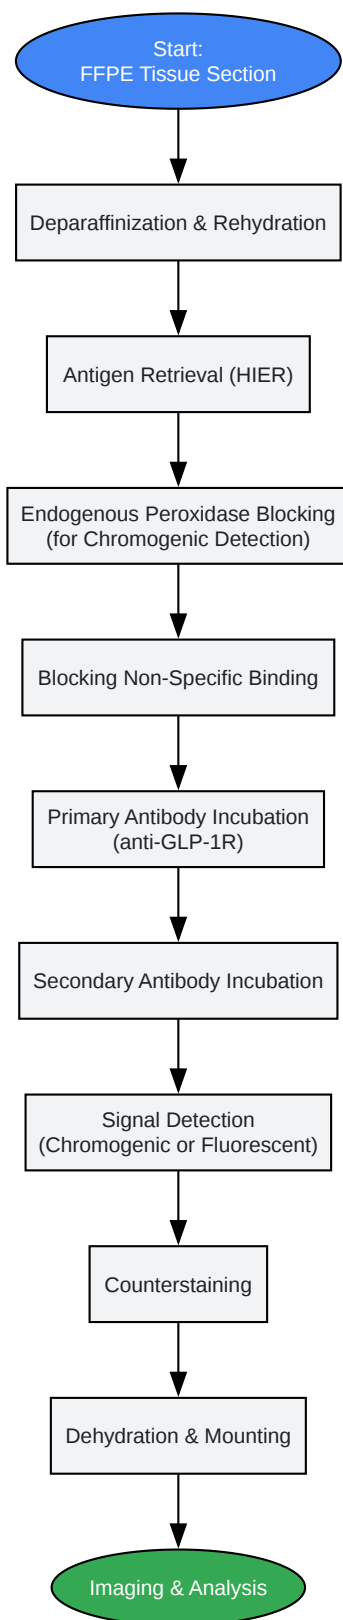 Start:
FFPE Tissue Section
Deparaffinization & Rehydration
Antigen Retrieval (HIER)
Endogenous Peroxidase Blocking
(for Chromogenic Detection)
Blocking Non-Specific Binding
Primary Antibody Incubation
(anti-GLP-1R)
Secondary Antibody Incubation
Signal Detection
(Chromogenic or Fluorescent)
Counterstaining
Dehydration & Mounting
Imaging & Analysis